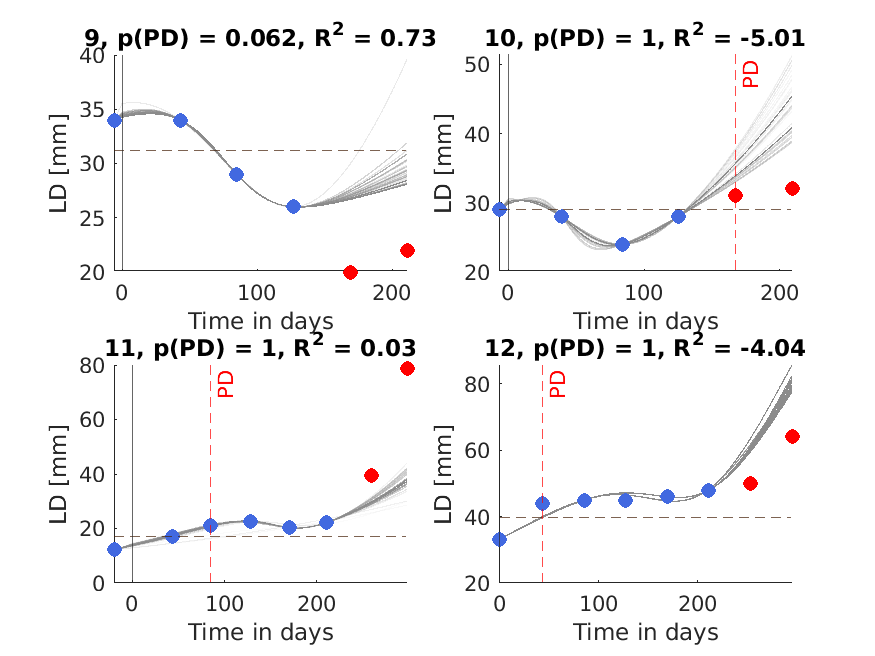 9, p(PD) = 0.062, R² = 0.73
40
35
30
25
20
LD [mm]
0
100
200
Time in days
10, p(PD) = 1, R² = -5.01
PD
50
40
30
20
LD [mm]
0
100
200
Time in days
11, p(PD) = 1, R² = 0.03
PD
80
60
40
20
0
LD [mm]
0
100
200
Time in days
12, p(PD) = 1, R² = -4.04
PD
80
60
40
20
LD [mm]
0
100
200
Time in days